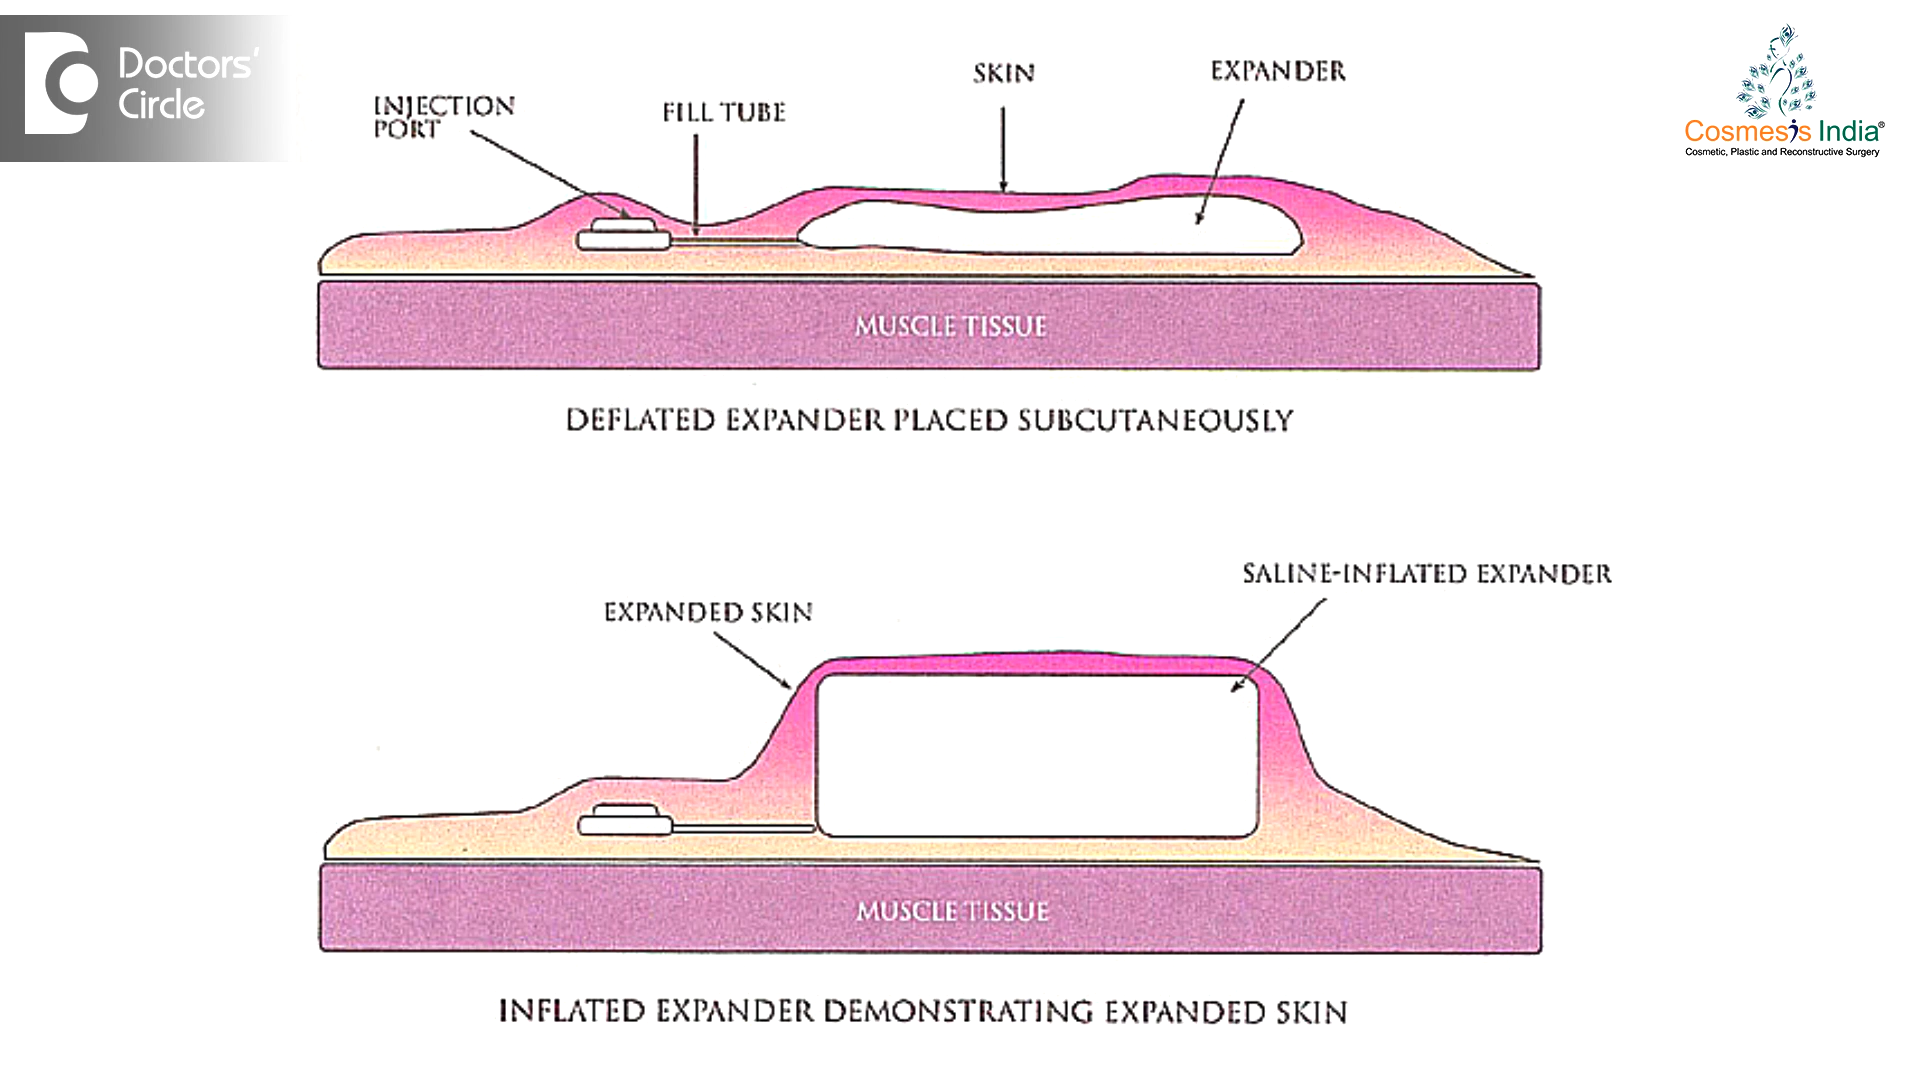 Doctors'
Circle
Cosmesis India®
Cosmetic, Plastic and Reconstructive Surgery
INJECTION
PORT
FILL TUBE
SKIN
EXPANDER
MUSCLE TISSUE
DEFLATED EXPANDER PLACED SUBCUTANEOUSLY
EXPANDED SKIN
SALINE-INFLATED EXPANDER
MUSCLE TISSUE
INFLATED EXPANDER DEMONSTRATING EXPANDED SKIN